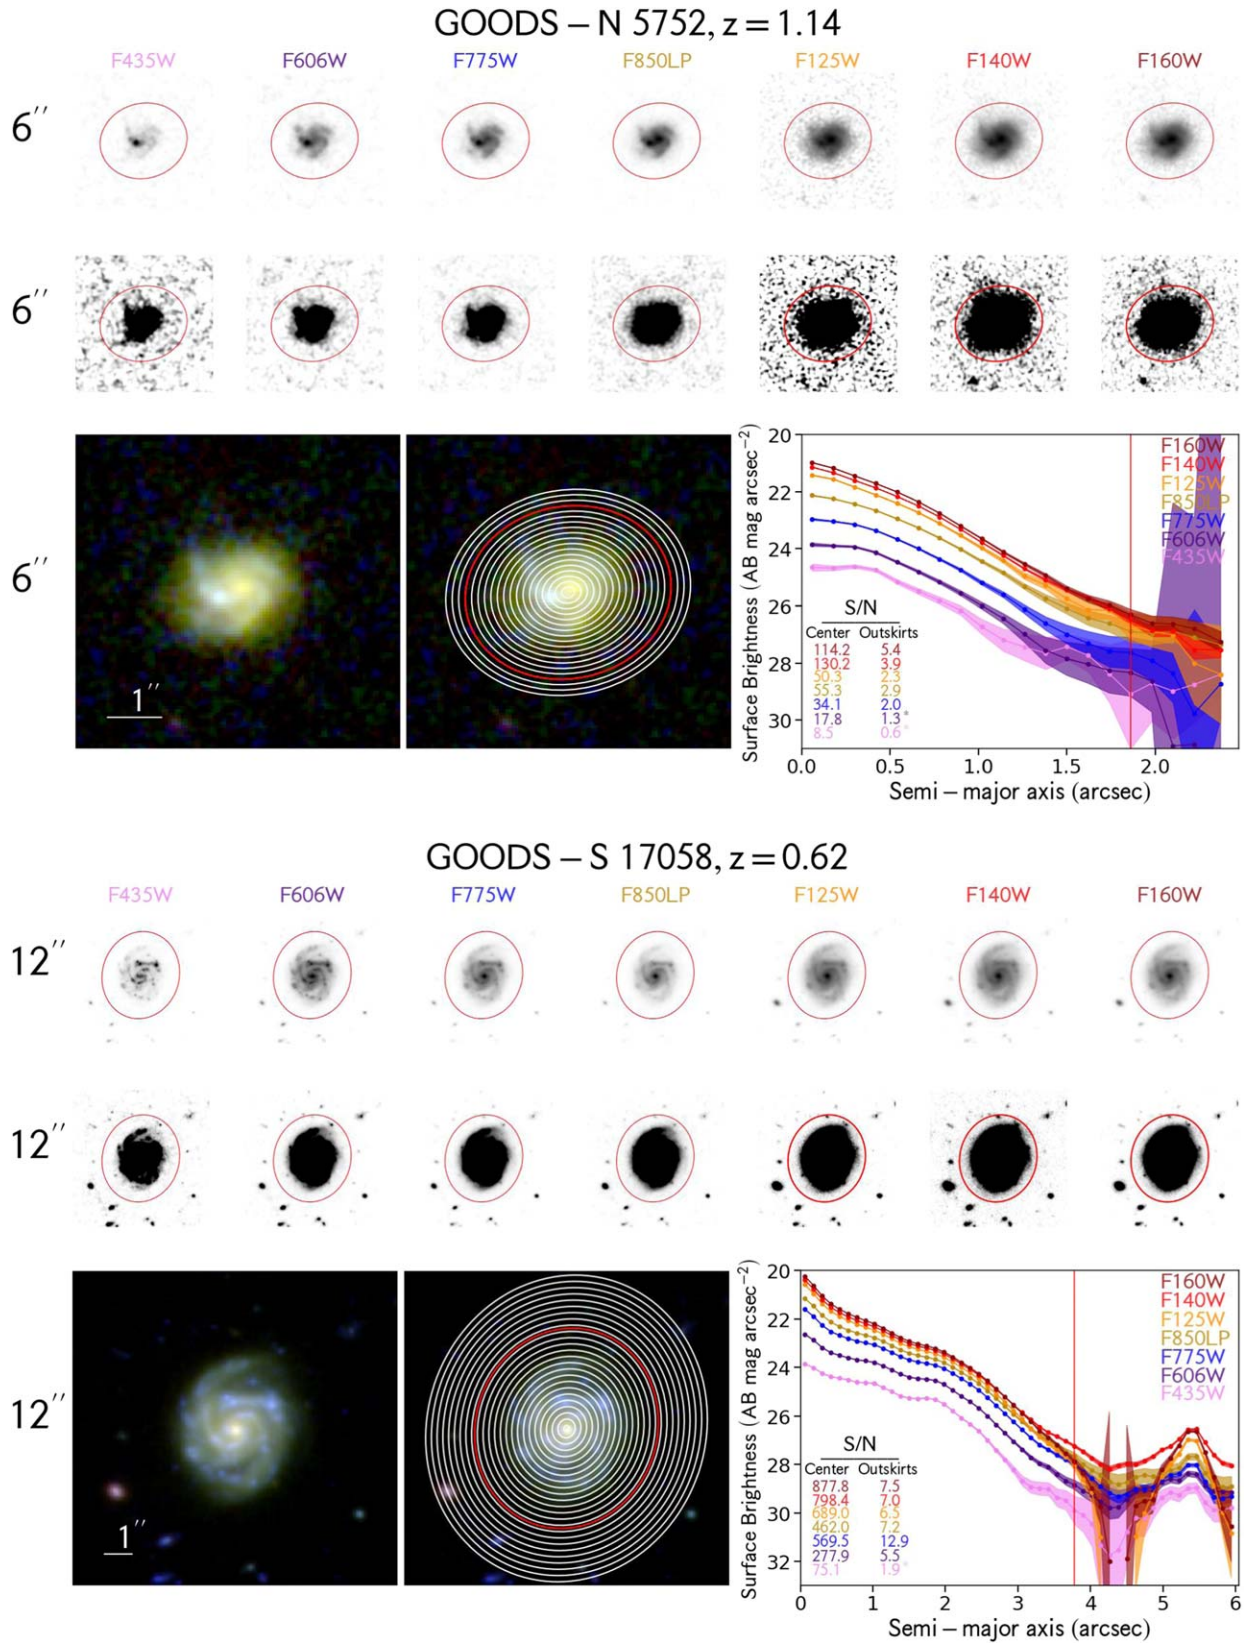 GOODS – N 5752, z = 1.14
F435W F606W F775W F850LP F125W F140W F160W
6′′
6′′
6′′
1′′
Surface Brightness (AB mag arcsec⁻²)
20
22
24
26
28
30
F160W
F140W
F125W
F850LP
F775W
F606W
F435W
S/N
Center Outskirts
114.2 5.4
130.2 3.9
50.3 2.3
55.3 2.9
34.1 2.0
17.8 1.3*
8.5 0.6*
0.0 0.5 1.0 1.5 2.0
Semi – major axis (arcsec)
GOODS – S 17058, z = 0.62
F435W F606W F775W F850LP F125W F140W F160W
12′′
12′′
12′′
1′′
Surface Brightness (AB mag arcsec⁻²)
20
22
24
26
28
30
32
F160W
F140W
F125W
F850LP
F775W
F606W
F435W
S/N
Center Outskirts
877.8 7.5
798.4 7.0
689.0 6.5
462.0 7.2
569.5 12.9
277.9 5.5
75.1 1.9*
0 1 2 3 4 5 6
Semi – major axis (arcsec)